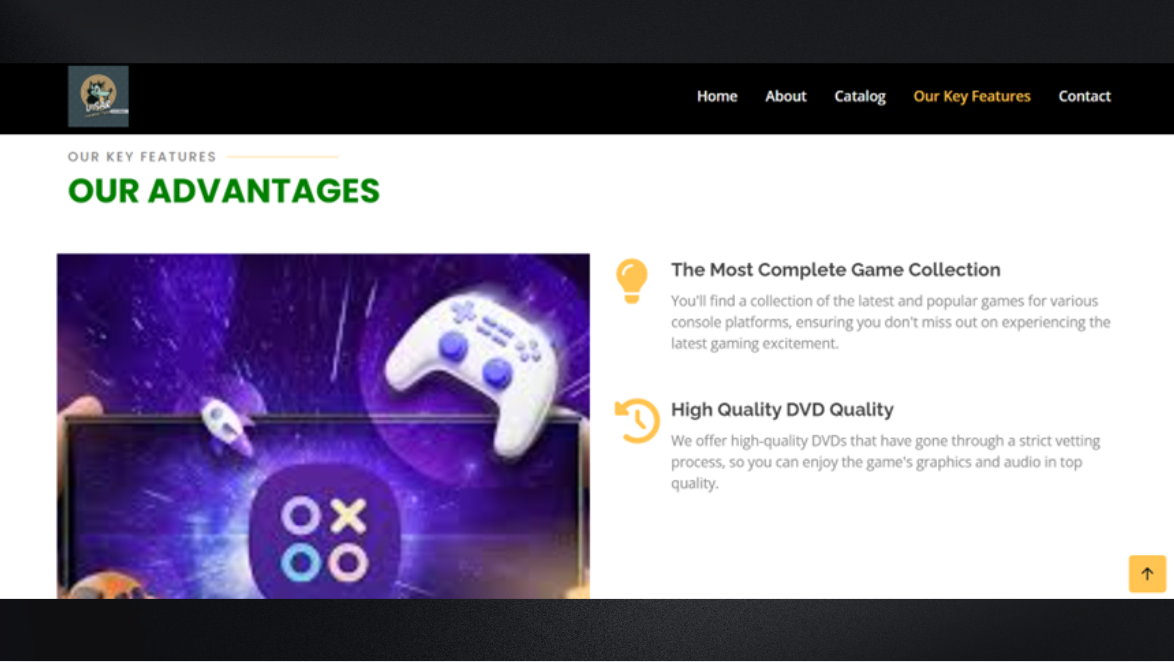 Home About Catalog Our Key Features Contact
OUR KEY FEATURES
OUR ADVANTAGES
The Most Complete Game Collection
You'll find a collection of the latest and popular games for various
console platforms, ensuring you don't miss out on experiencing the
latest gaming excitement.
High Quality DVD Quality
We offer high-quality DVDs that have gone through a strict vetting
process, so you can enjoy the game's graphics and audio in top
quality.